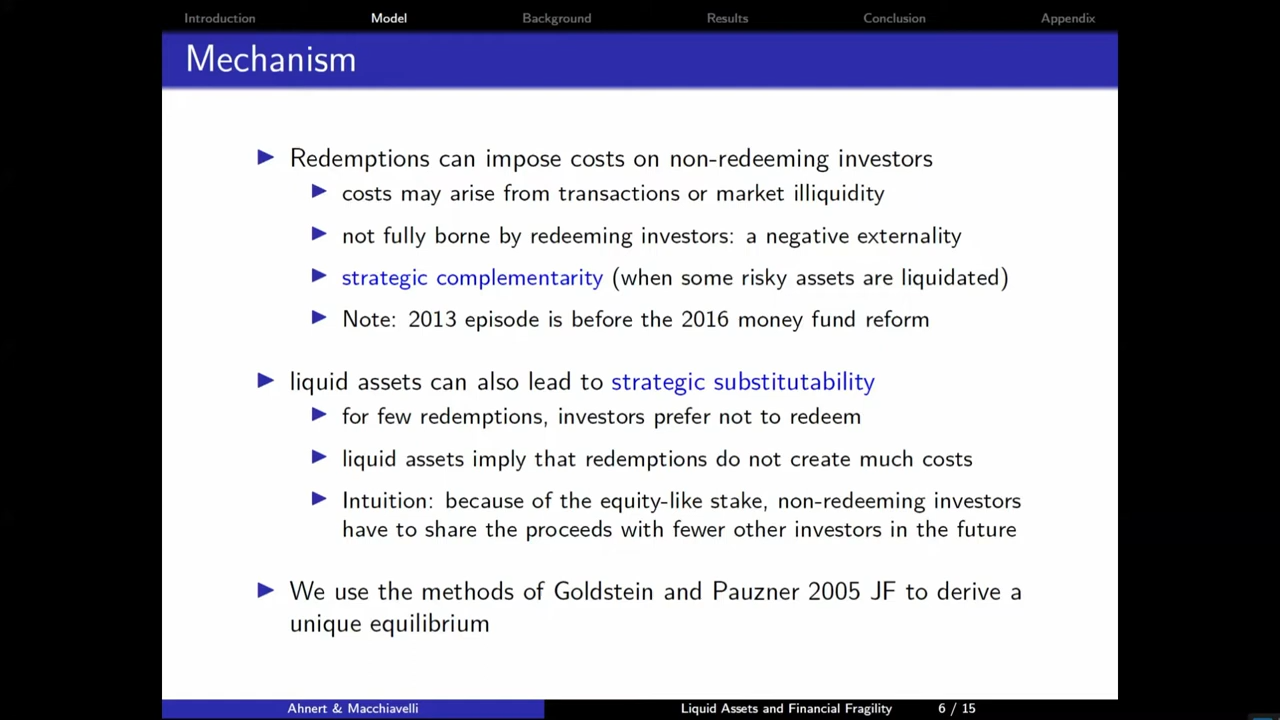 Introduction Model Background Results Conclusion Appendix
Mechanism
Redemptions can impose costs on non-redeeming investors
costs may arise from transactions or market illiquidity
not fully borne by redeeming investors: a negative externality
strategic complementarity (when some risky assets are liquidated)
Note: 2013 episode is before the 2016 money fund reform
liquid assets can also lead to strategic substitutability
for few redemptions, investors prefer not to redeem
liquid assets imply that redemptions do not create much costs
Intuition: because of the equity-like stake, non-redeeming investors
have to share the proceeds with fewer other investors in the future
We use the methods of Goldstein and Pauzner 2005 JF to derive a
unique equilibrium
Ahnert & Macchiavelli Liquid Assets and Financial Fragility 6 / 15